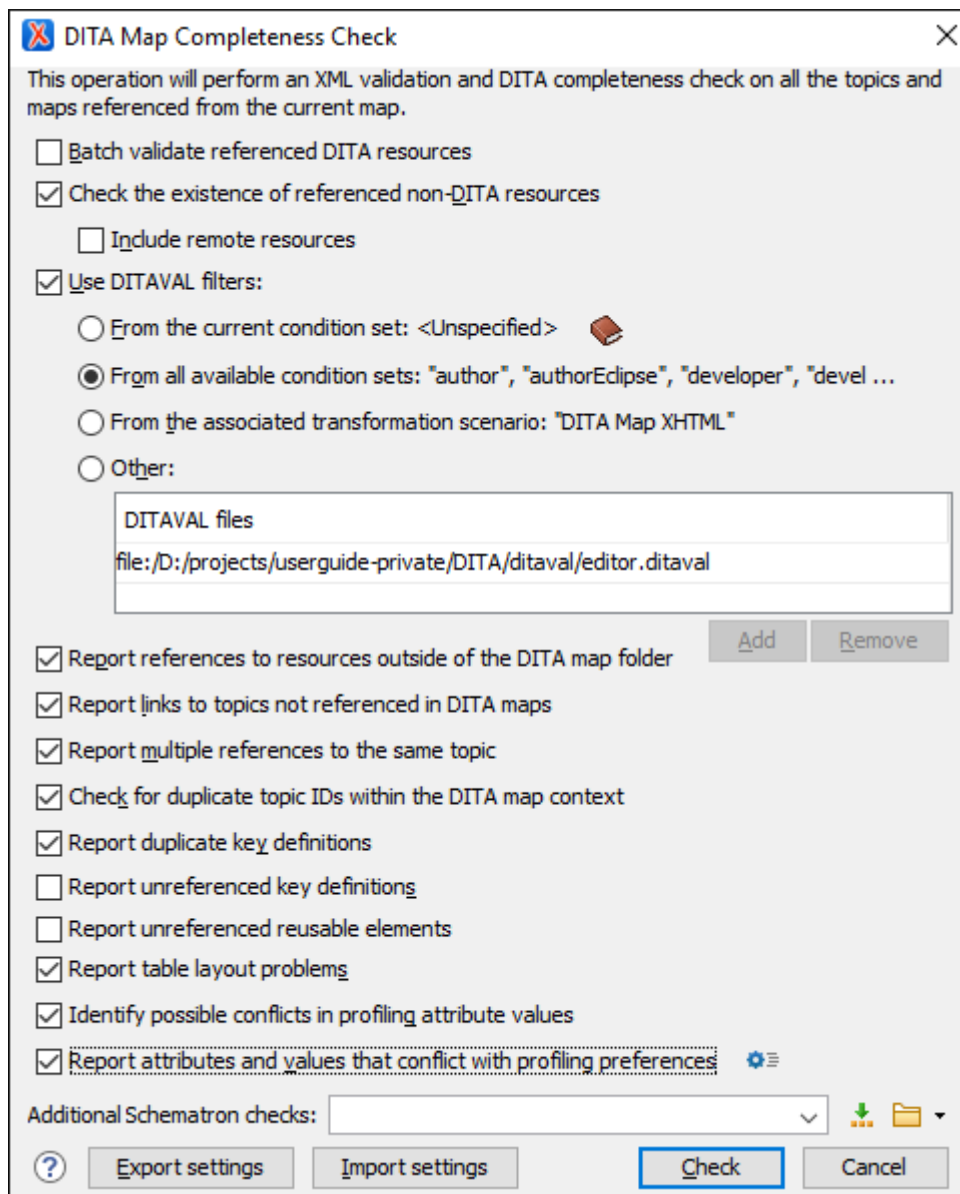 DITA Map Completeness Check
This operation will perform an XML validation and DITA completeness check on all the topics and
maps referenced from the current map.
Batch validate referenced DITA resources
Check the existence of referenced non-DITA resources
Include remote resources
Use DITAVAL filters:
From the current condition set: <Unspecified>
From all available condition sets: "author", "authorEclipse", "developer", "devel ...
From the associated transformation scenario: "DITA Map XHTML"
Other:
DITAVAL files
file:/D:/projects/userguide-private/DITA/ditaval/editor.ditaval
Add Remove
Report references to resources outside of the DITA map folder
Report links to topics not referenced in DITA maps
Report multiple references to the same topic
Check for duplicate topic IDs within the DITA map context
Report duplicate key definitions
Report unreferenced key definitions
Report unreferenced reusable elements
Report table layout problems
Identify possible conflicts in profiling attribute values
Report attributes and values that conflict with profiling preferences
Additional Schematron checks:
? Export settings Import settings Check Cancel